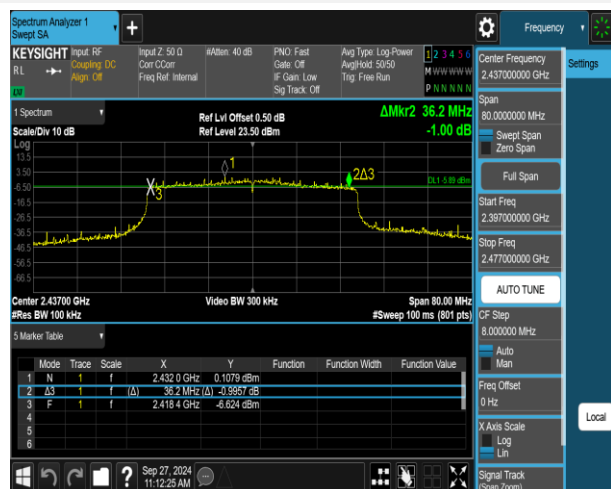 Spectrum Analyzer 1
Swept SA
Frequency
KEYSIGHT
RL
Input: RF
Coupling: DC
Align: Off
Input Z: 50 Ω
Corr CCorr
Freq Ref: Internal
#Atten: 40 dB
PNO: Fast
Gate: Off
IF Gain: Low
Sig Track: Off
Avg Type: Log-Power
Avg|Hold: 50/50
Trig: Free Run
1 2 3 4 5 6
M W W W W W
P N N N N N
1 Spectrum
Scale/Div 10 dB
Ref Lvl Offset 0.50 dB
Ref Level 23.50 dBm
ΔMkr2 36.2 MHz
-1.00 dB
Log
13.5
3.50
-6.50
-16.5
-26.5
-36.5
-46.5
-56.5
-66.5
1
2Δ3
3
DL1 -5.89 dBm
Center 2.43700 GHz
#Res BW 100 kHz
Video BW 300 kHz
Span 80.00 MHz
#Sweep 100 ms (801 pts)
5 Marker Table
Mode Trace Scale X Y Function Function Width Function Value
1 N 1 f 2.432 0 GHz 0.1079 dBm
2 Δ3 1 f (Δ) 36.2 MHz (Δ) -0.9957 dB
3 F 1 f 2.418 4 GHz -6.624 dBm
4
5
6
Sep 27, 2024
11:12:25 AM
?
Center Frequency
2.437000000 GHz
Span
80.0000000 MHz
Swept Span
Zero Span
Full Span
Start Freq
2.397000000 GHz
Stop Freq
2.477000000 GHz
AUTO TUNE
CF Step
8.000000 MHz
Auto
Man
Freq Offset
0 Hz
X Axis Scale
Log
Lin
Signal Track
(Span Zoom)
Settings
Local